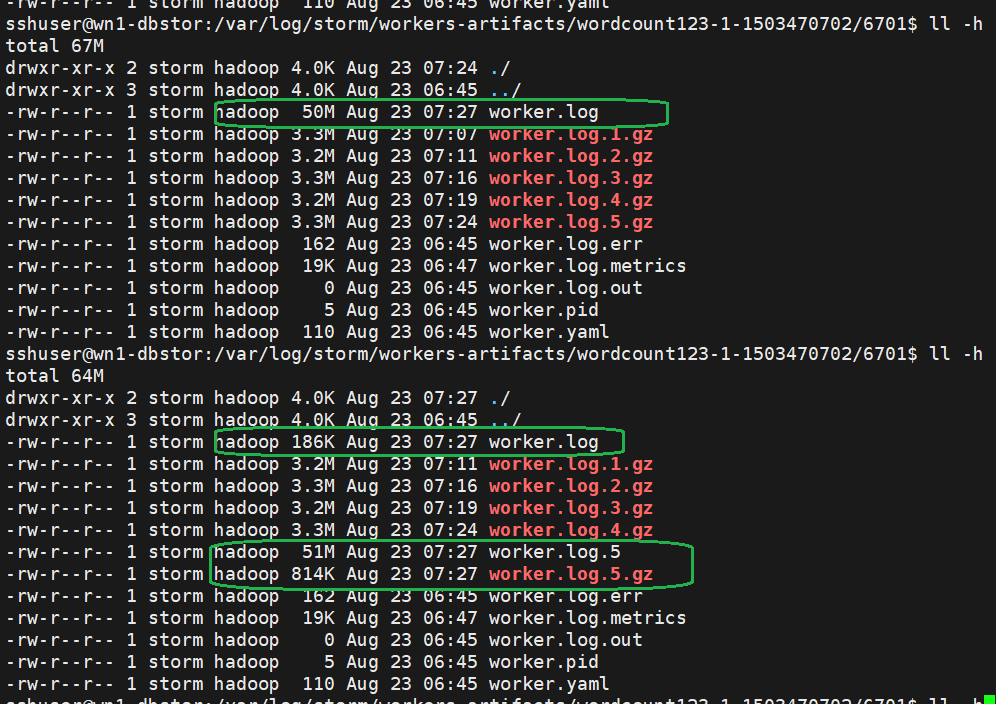 -rw-r--r-- 1 storm hadoop  110 Aug 23 06:45 worker.yaml
sshuser@wn1-dbstor:/var/log/storm/workers-artifacts/wordcount123-1-1503470702/6701$ ll -h
total 67M
drwxr-xr-x 2 storm hadoop 4.0K Aug 23 07:24 ./
drwxr-xr-x 3 storm hadoop 4.0K Aug 23 06:45 ../
-rw-r--r-- 1 storm hadoop  50M Aug 23 07:27 worker.log
-rw-r--r-- 1 storm hadoop 3.3M Aug 23 07:07 worker.log.1.gz
-rw-r--r-- 1 storm hadoop 3.2M Aug 23 07:11 worker.log.2.gz
-rw-r--r-- 1 storm hadoop 3.3M Aug 23 07:16 worker.log.3.gz
-rw-r--r-- 1 storm hadoop 3.2M Aug 23 07:19 worker.log.4.gz
-rw-r--r-- 1 storm hadoop 3.3M Aug 23 07:24 worker.log.5.gz
-rw-r--r-- 1 storm hadoop  162 Aug 23 06:45 worker.log.err
-rw-r--r-- 1 storm hadoop  19K Aug 23 06:47 worker.log.metrics
-rw-r--r-- 1 storm hadoop    0 Aug 23 06:45 worker.log.out
-rw-r--r-- 1 storm hadoop    5 Aug 23 06:45 worker.pid
-rw-r--r-- 1 storm hadoop  110 Aug 23 06:45 worker.yaml
sshuser@wn1-dbstor:/var/log/storm/workers-artifacts/wordcount123-1-1503470702/6701$ ll -h
total 64M
drwxr-xr-x 2 storm hadoop 4.0K Aug 23 07:27 ./
drwxr-xr-x 3 storm hadoop 4.0K Aug 23 06:45 ../
-rw-r--r-- 1 storm hadoop 186K Aug 23 07:27 worker.log
-rw-r--r-- 1 storm hadoop 3.2M Aug 23 07:11 worker.log.1.gz
-rw-r--r-- 1 storm hadoop 3.3M Aug 23 07:16 worker.log.2.gz
-rw-r--r-- 1 storm hadoop 3.2M Aug 23 07:19 worker.log.3.gz
-rw-r--r-- 1 storm hadoop 3.3M Aug 23 07:24 worker.log.4.gz
-rw-r--r-- 1 storm hadoop  51M Aug 23 07:27 worker.log.5
-rw-r--r-- 1 storm hadoop 814K Aug 23 07:27 worker.log.5.gz
-rw-r--r-- 1 storm hadoop  162 Aug 23 06:45 worker.log.err
-rw-r--r-- 1 storm hadoop  19K Aug 23 06:47 worker.log.metrics
-rw-r--r-- 1 storm hadoop    0 Aug 23 06:45 worker.log.out
-rw-r--r-- 1 storm hadoop    5 Aug 23 06:45 worker.pid
-rw-r--r-- 1 storm hadoop  110 Aug 23 06:45 worker.yaml
sshuser@wn1-dbstor:/var/log/storm/workers-artifacts/wordcount123-1-1503470702/6701$ ll -h